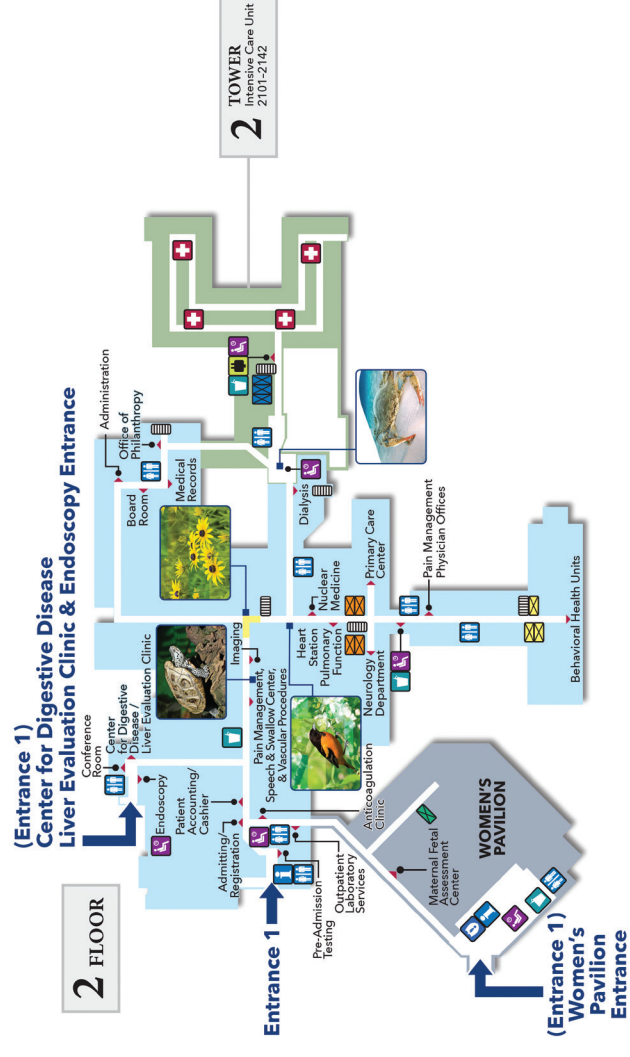 (Entrance 1)
Center for Digestive Disease
Liver Evaluation Clinic & Endoscopy Entrance
2 FLOOR
2 TOWER
Intensive Care Unit
2101-2142
Conference
Room
Center
for Digestive
Disease /
Liver Evaluation Clinic
Endoscopy
Patient
Accounting/
Cashier
Admitting/
Registration
Entrance 1
Pre-Admission
Testing
Outpatient
Laboratory
Services
Administration
Office of
Philanthropy
Board
Room
Medical
Records
Imaging
Pain Management,
Speech & Swallow Center,
& Vascular Procedures
Anticoagulation
Clinic
Dialysis
Nuclear
Medicine
Heart
Station
Pulmonary
Function
Primary Care
Center
Neurology
Department
Pain Management
Physician Offices
Behavioral Health Units
Maternal Fetal
Assessment
Center
WOMEN'S
PAVILION
(Entrance 1)
Women's
Pavilion
Entrance